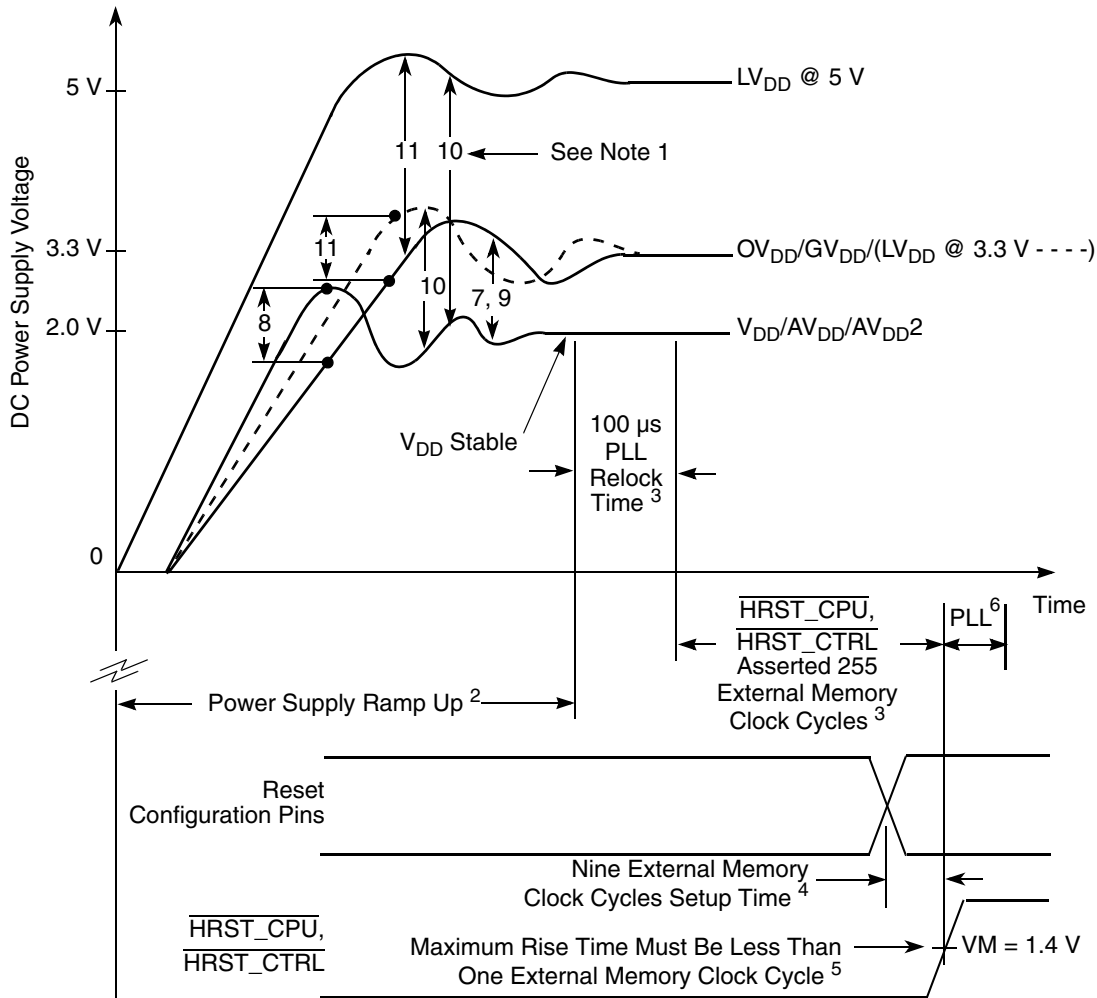 DC Power Supply Voltage
5 V
3.3 V
2.0 V
0
LVDD @ 5 V
11
10
See Note 1
11
10
7, 9
8
OVDD/GVDD/(LVDD @ 3.3 V - - - -)
VDD/AVDD/AVDD2
VDD Stable
100 µs
PLL
Relock
Time 3
Time
HRST_CPU,
HRST_CTRL
Asserted 255
External Memory
Clock Cycles 3
PLL6
Power Supply Ramp Up 2
Reset
Configuration Pins
Nine External Memory
Clock Cycles Setup Time 4
HRST_CPU,
HRST_CTRL
Maximum Rise Time Must Be Less Than
One External Memory Clock Cycle 5
VM = 1.4 V